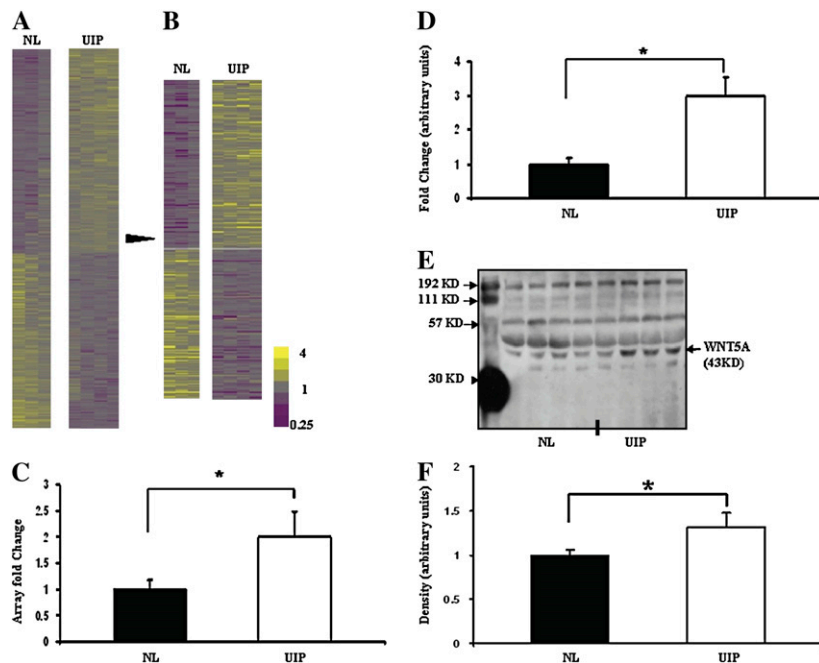 A
NL UIP
B
NL UIP
4
1
0.25
C
Array fold Change
3
2.5
2
1.5
1
0.5
0
*
NL UIP
D
Fold Change (arbitrary units)
5
4
3
2
1
0
*
NL UIP
E
192 KD
111 KD
57 KD
30 KD
WNT5A
(43KD)
NL UIP
F
Density (arbitrary units)
2
1.5
1
0.5
0
*
NL UIP